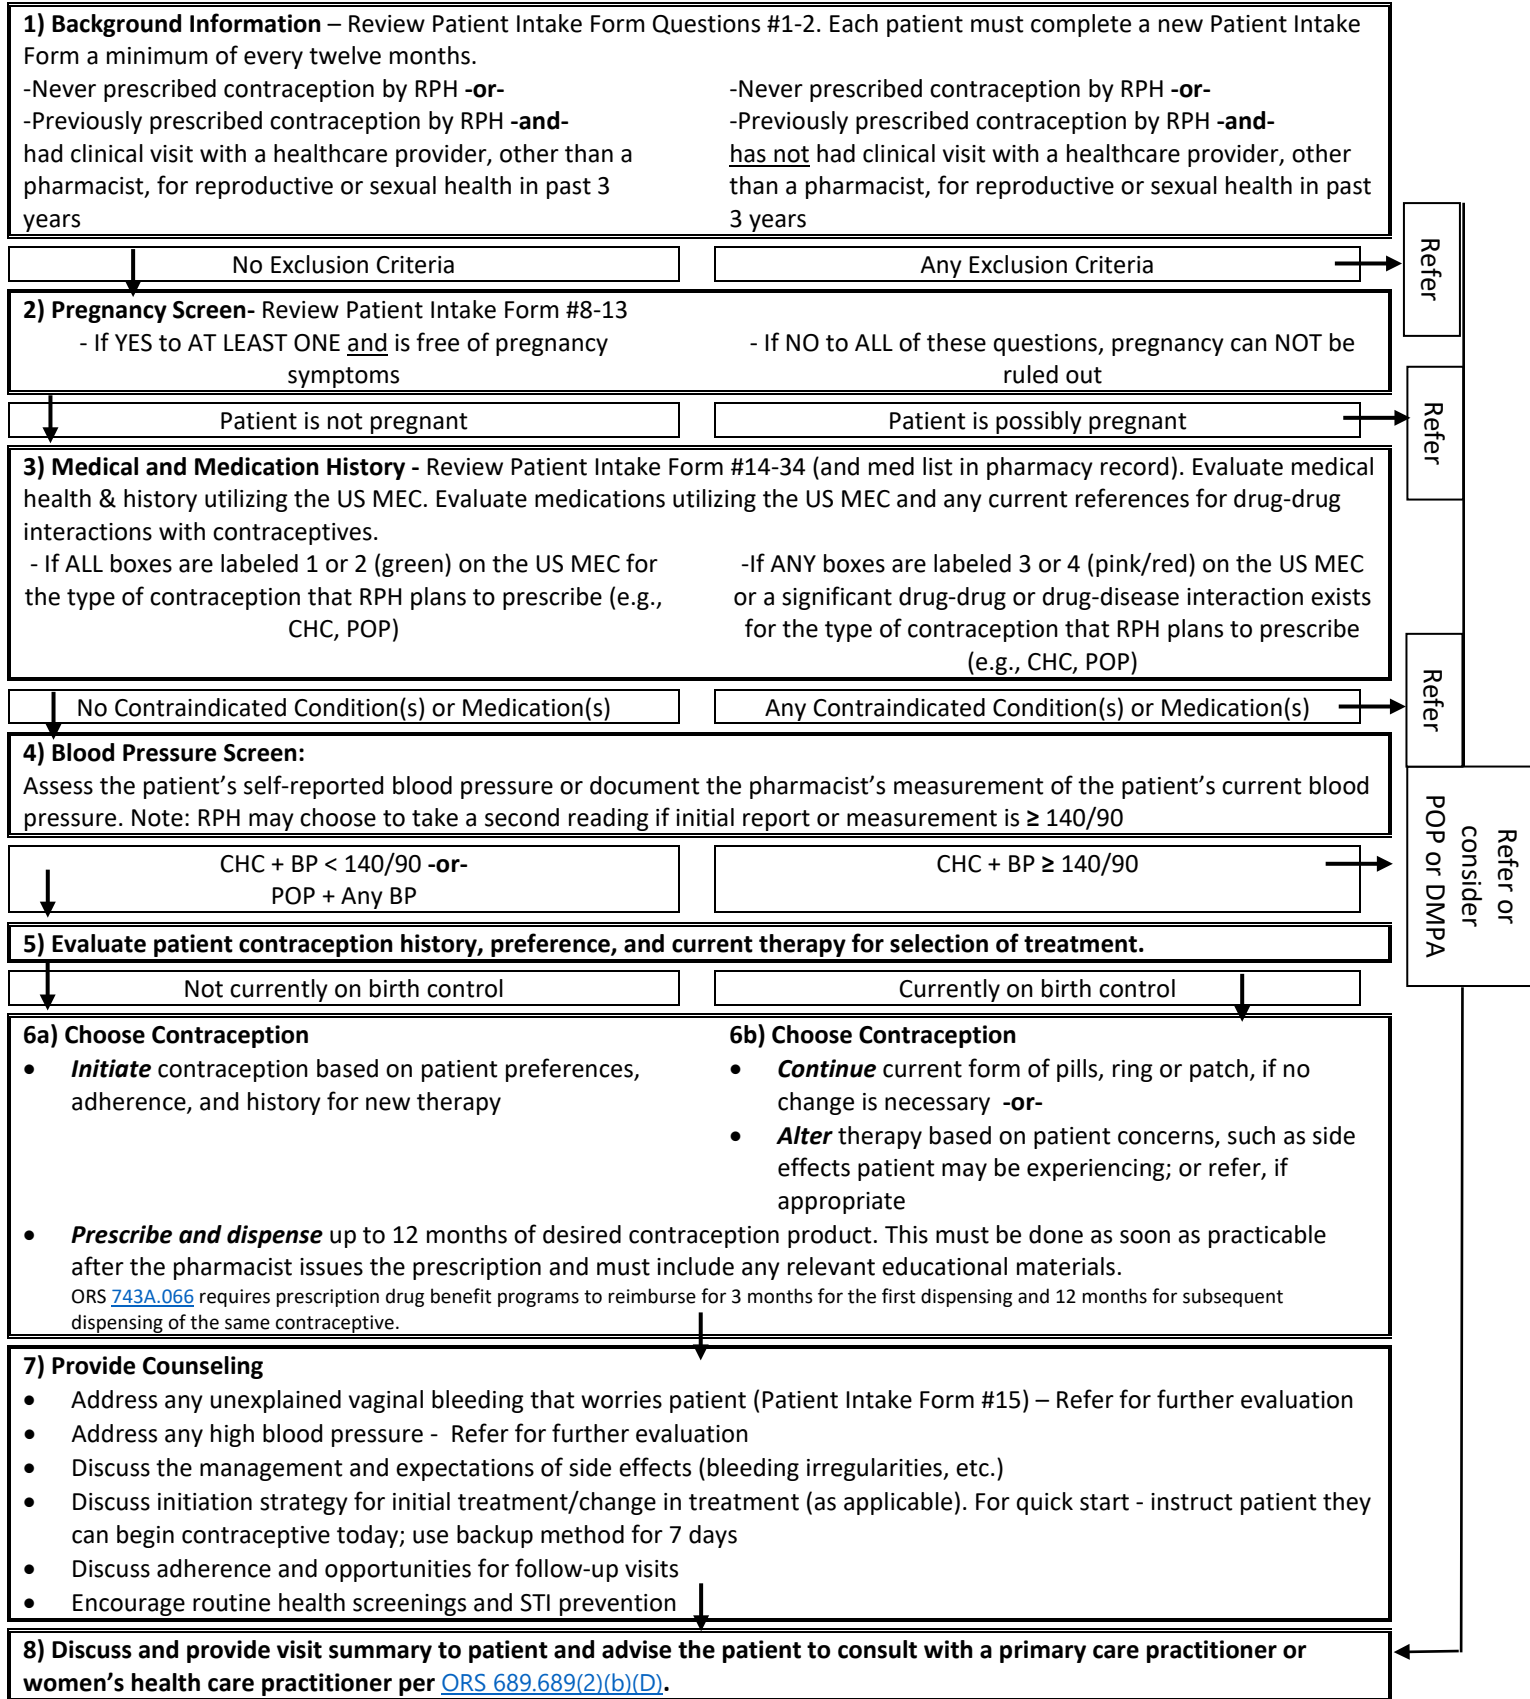 1) Background Information – Review Patient Intake Form Questions #1-2. Each patient must complete a new Patient Intake
Form a minimum of every twelve months.
-Never prescribed contraception by RPH -or-
-Previously prescribed contraception by RPH -and-
had clinical visit with a healthcare provider, other than a
pharmacist, for reproductive or sexual health in past 3
years
-Never prescribed contraception by RPH -or-
-Previously prescribed contraception by RPH -and-
has not had clinical visit with a healthcare provider, other
than a pharmacist, for reproductive or sexual health in past
3 years
No Exclusion Criteria
Any Exclusion Criteria
Refer
2) Pregnancy Screen- Review Patient Intake Form #8-13
- If YES to AT LEAST ONE and is free of pregnancy
symptoms
- If NO to ALL of these questions, pregnancy can NOT be
ruled out
Patient is not pregnant
Patient is possibly pregnant
Refer
3) Medical and Medication History - Review Patient Intake Form #14-34 (and med list in pharmacy record). Evaluate medical
health & history utilizing the US MEC. Evaluate medications utilizing the US MEC and any current references for drug-drug
interactions with contraceptives.
- If ALL boxes are labeled 1 or 2 (green) on the US MEC for
the type of contraception that RPH plans to prescribe (e.g.,
CHC, POP)
-If ANY boxes are labeled 3 or 4 (pink/red) on the US MEC
or a significant drug-drug or drug-disease interaction exists
for the type of contraception that RPH plans to prescribe
(e.g., CHC, POP)
No Contraindicated Condition(s) or Medication(s)
Any Contraindicated Condition(s) or Medication(s)
Refer
4) Blood Pressure Screen:
Assess the patient’s self-reported blood pressure or document the pharmacist’s measurement of the patient’s current blood
pressure. Note: RPH may choose to take a second reading if initial report or measurement is ≥ 140/90
CHC + BP < 140/90 -or-
POP + Any BP
CHC + BP ≥ 140/90
Refer or
consider
POP or DMPA
5) Evaluate patient contraception history, preference, and current therapy for selection of treatment.
Not currently on birth control
Currently on birth control
6a) Choose Contraception
• Initiate contraception based on patient preferences,
adherence, and history for new therapy
6b) Choose Contraception
• Continue current form of pills, ring or patch, if no
change is necessary -or-
• Alter therapy based on patient concerns, such as side
effects patient may be experiencing; or refer, if
appropriate
• Prescribe and dispense up to 12 months of desired contraception product. This must be done as soon as practicable
after the pharmacist issues the prescription and must include any relevant educational materials.
ORS 743A.066 requires prescription drug benefit programs to reimburse for 3 months for the first dispensing and 12 months for subsequent
dispensing of the same contraceptive.
7) Provide Counseling
• Address any unexplained vaginal bleeding that worries patient (Patient Intake Form #15) – Refer for further evaluation
• Address any high blood pressure - Refer for further evaluation
• Discuss the management and expectations of side effects (bleeding irregularities, etc.)
• Discuss initiation strategy for initial treatment/change in treatment (as applicable). For quick start - instruct patient they
can begin contraceptive today; use backup method for 7 days
• Discuss adherence and opportunities for follow-up visits
• Encourage routine health screenings and STI prevention
8) Discuss and provide visit summary to patient and advise the patient to consult with a primary care practitioner or
women’s health care practitioner per ORS 689.689(2)(b)(D).